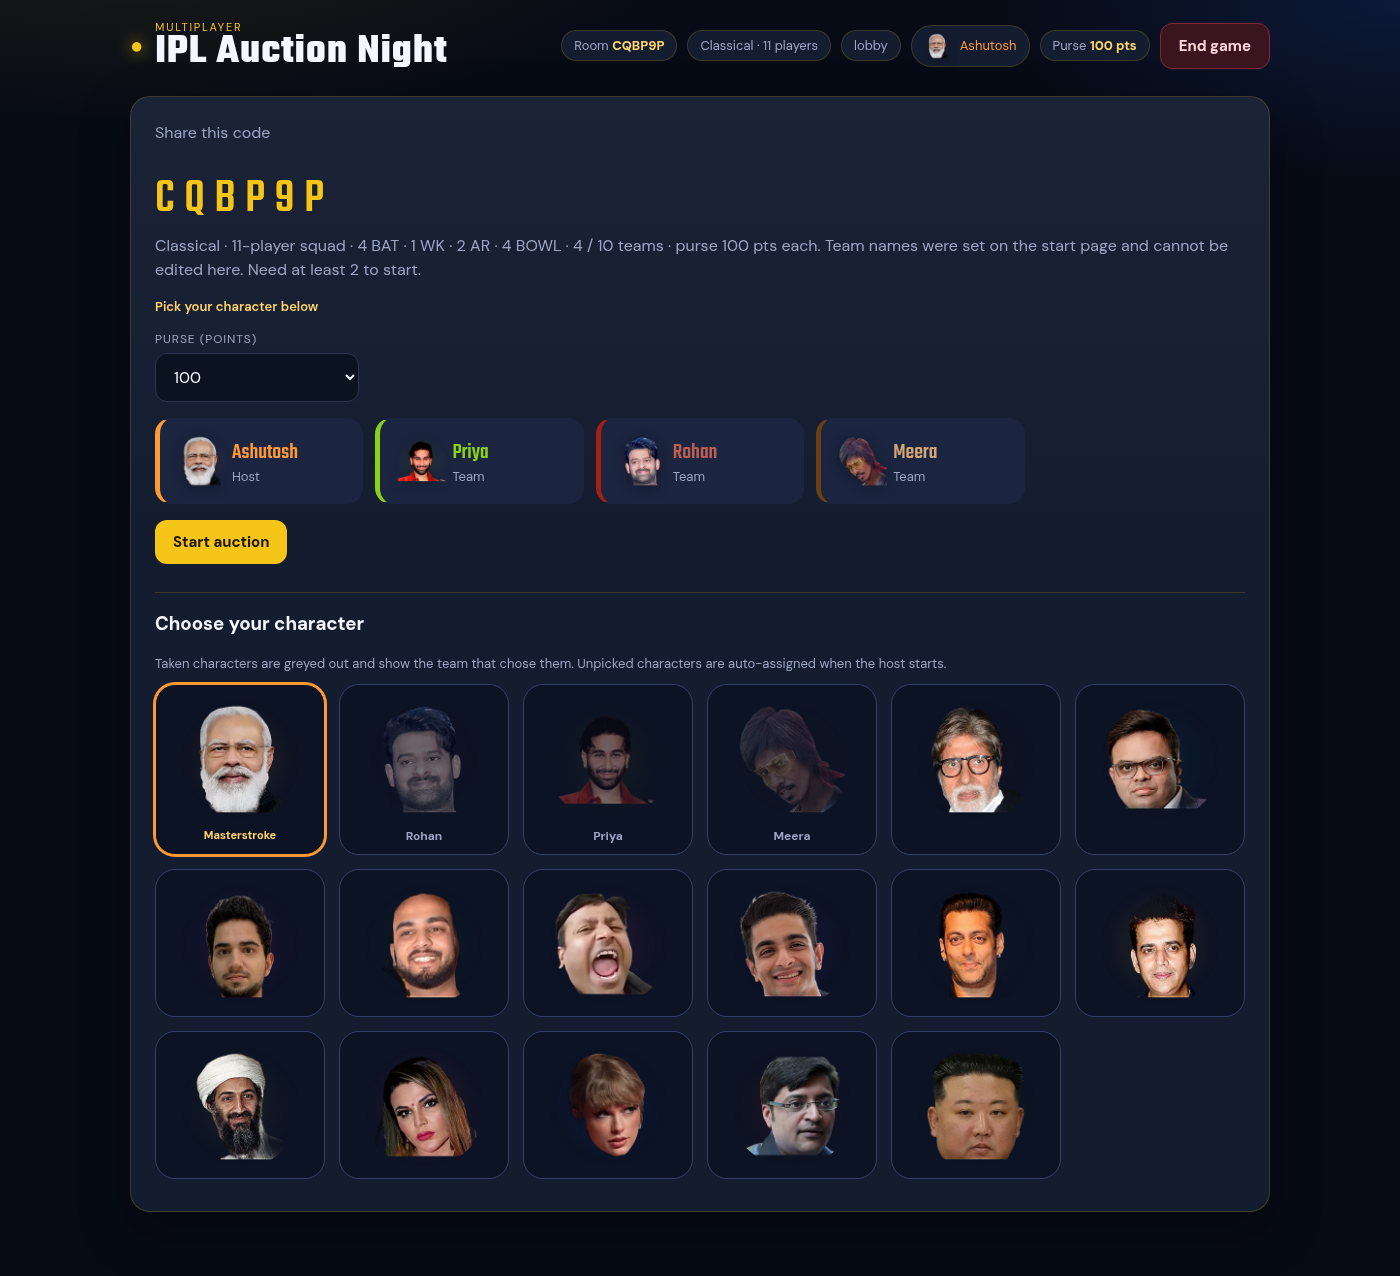 MULTIPLAYER
IPL Auction Night
Room CQBP9P
Classical · 11 players
lobby
Ashutosh
Purse 100 pts
End game
Share this code
CQBP9P
Classical · 11-player squad · 4 BAT · 1 WK · 2 AR · 4 BOWL · 4 / 10 teams · purse 100 pts each. Team names were set on the start page and cannot be
edited here. Need at least 2 to start.
Pick your character below
PURSE (POINTS)
100
Ashutosh
Host
Priya
Team
Rohan
Team
Meera
Team
Start auction
Choose your character
Taken characters are greyed out and show the team that chose them. Unpicked characters are auto-assigned when the host starts.
Masterstroke
Rohan
Priya
Meera